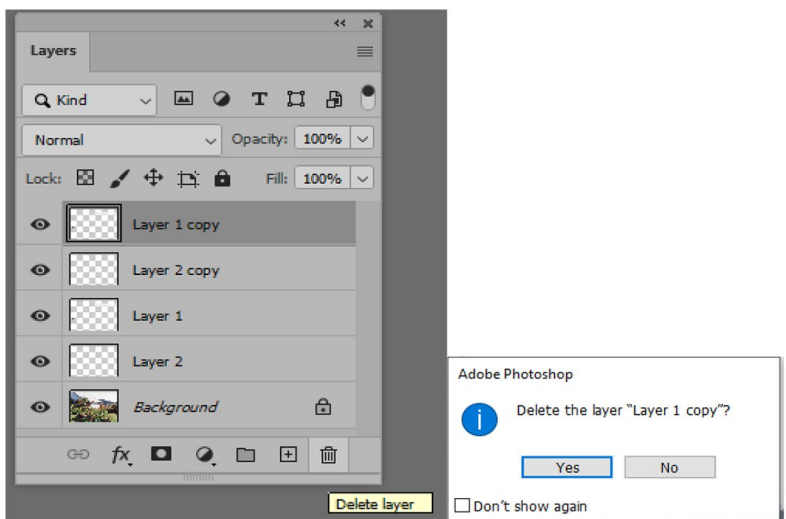 Layers
Kind
Normal
Opacity: 100%
Lock:
Fill: 100%
Layer 1 copy
Layer 2 copy
Layer 1
Layer 2
Background
fx
Delete layer
Adobe Photoshop
Delete the layer “Layer 1 copy”?
Yes No
Don’t show again